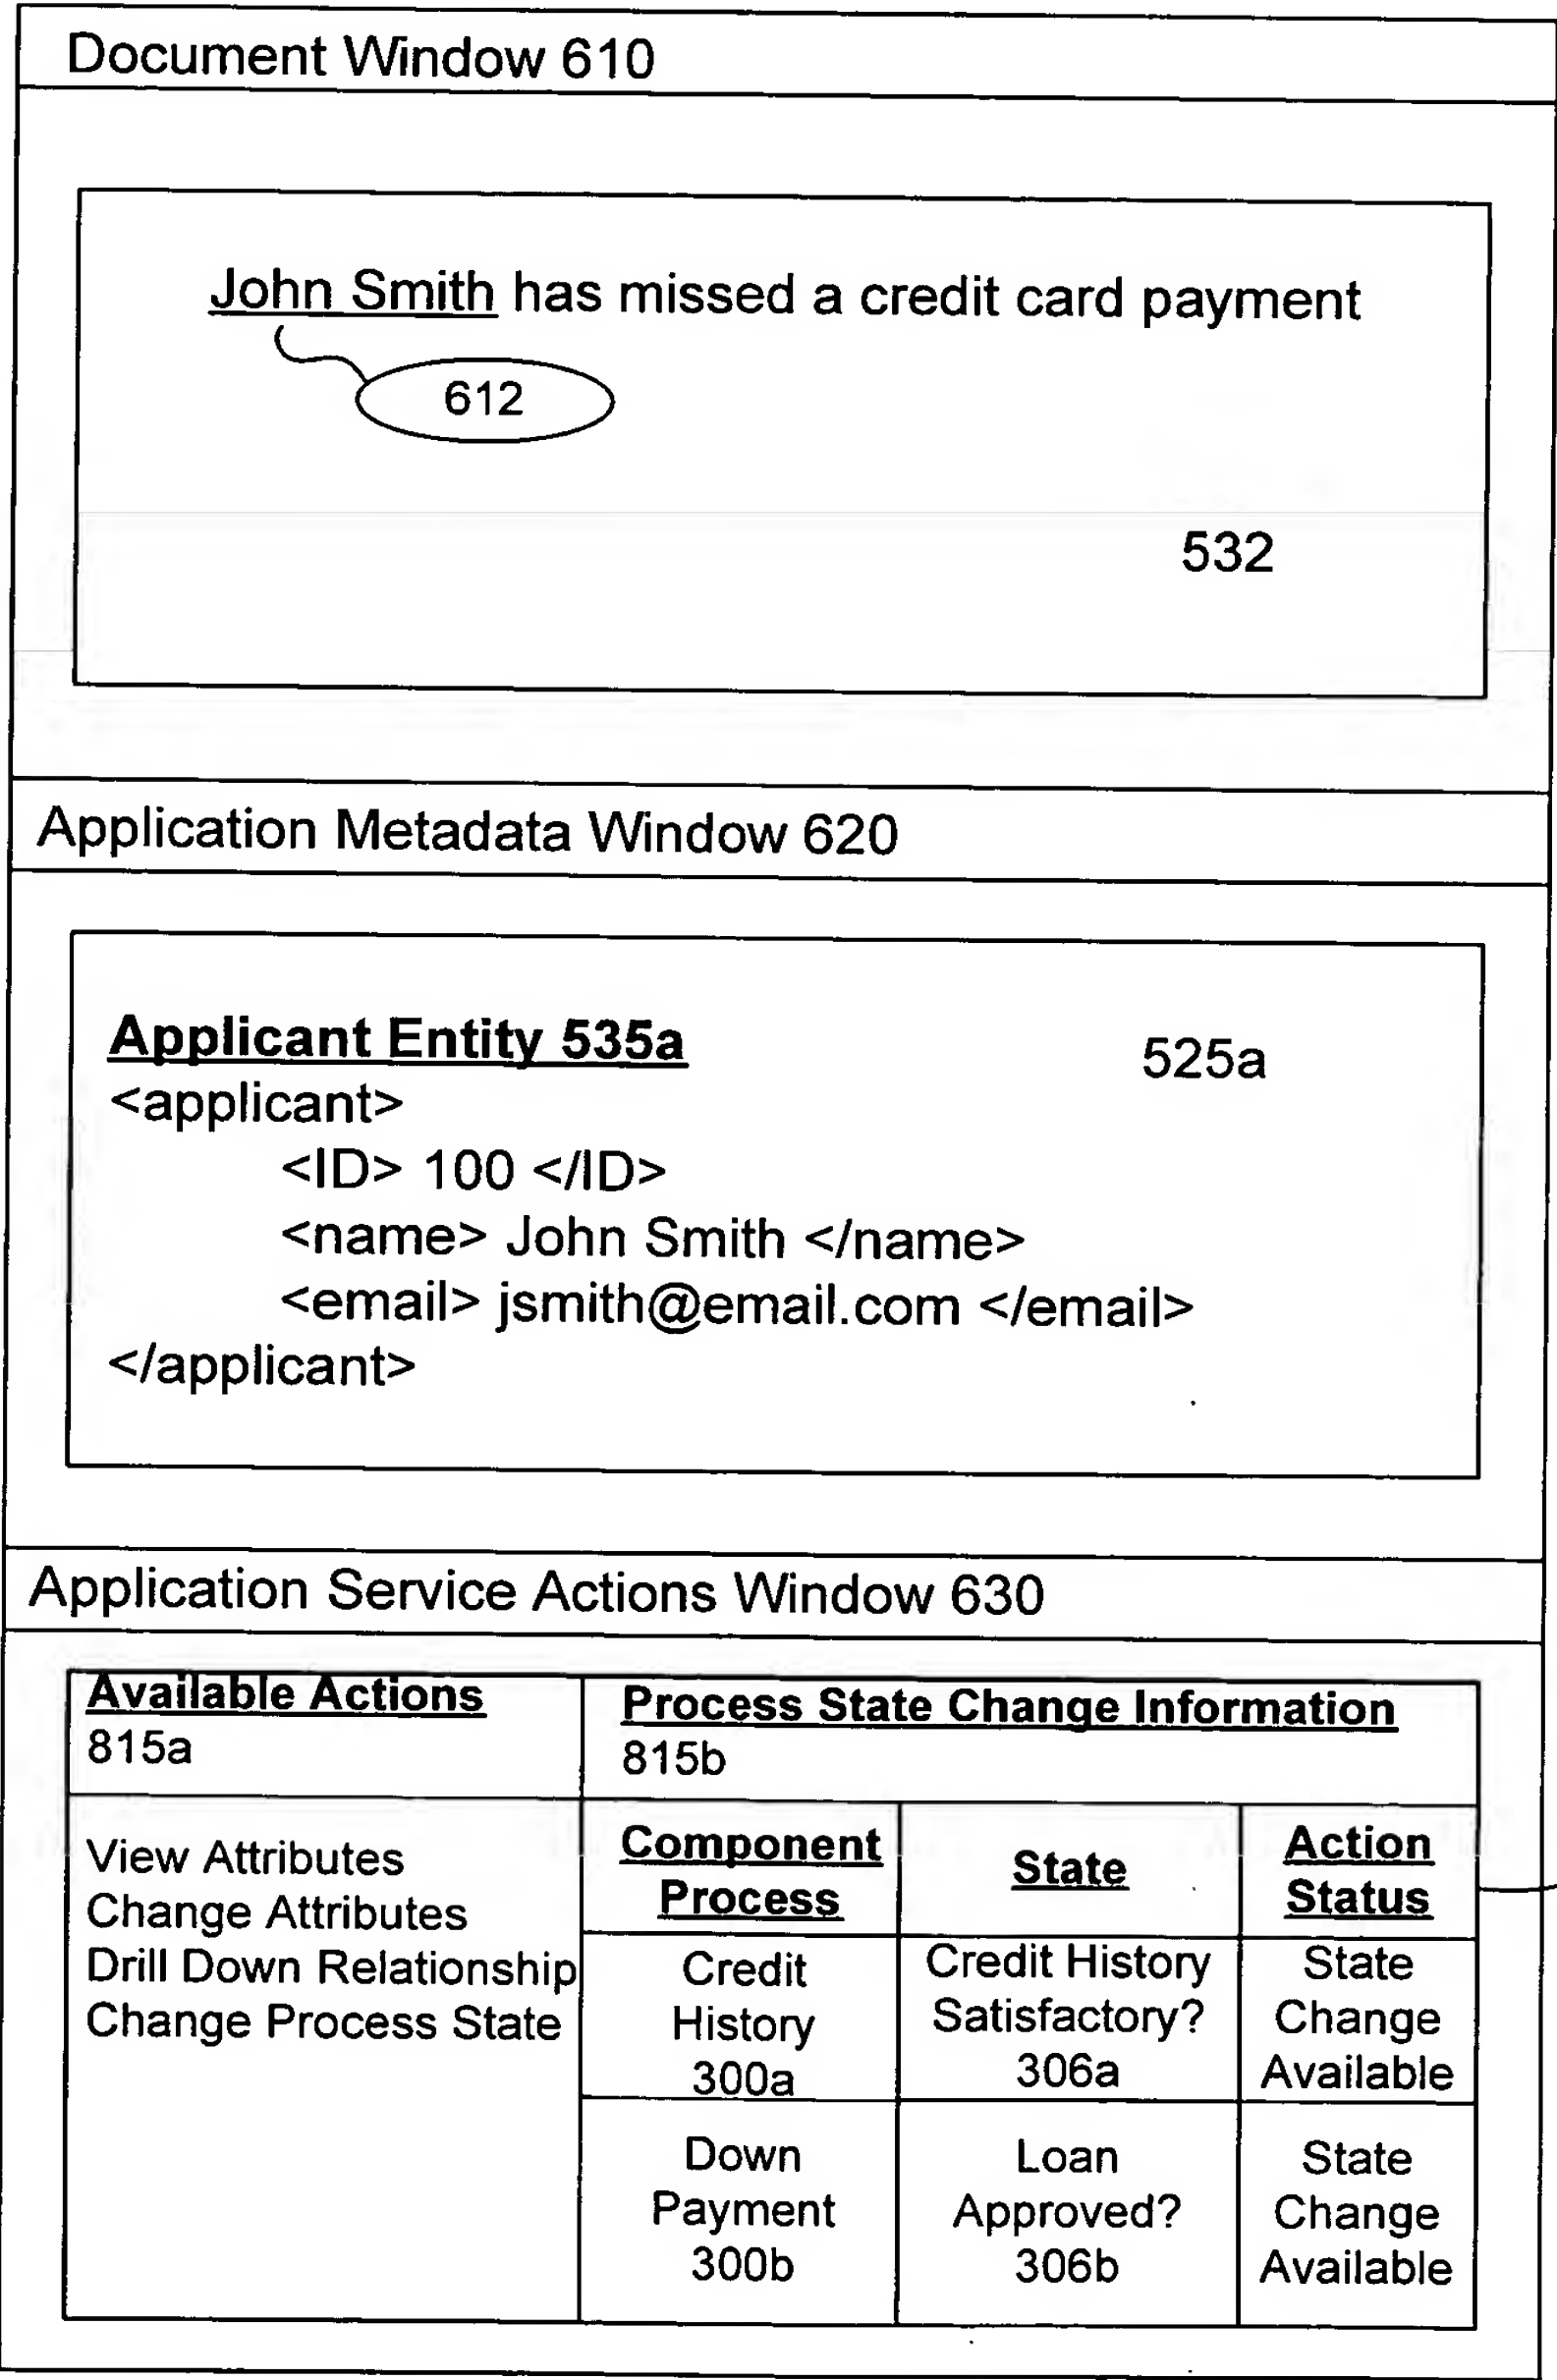 Document Window 610
John Smith has missed a credit card payment
612
532
Application Metadata Window 620
Applicant Entity 535a
525a
<applicant>
<ID> 100 </ID>
<name> John Smith </name>
<email> jsmith@email.com </email>
</applicant>
Application Service Actions Window 630
Available Actions
815a
Process State Change Information
815b
View Attributes
Change Attributes
Drill Down Relationship
Change Process State
Component
Process
State
Action
Status
Credit
History
300a
Credit History
Satisfactory?
306a
State
Change
Available
Down
Payment
300b
Loan
Approved?
306b
State
Change
Available